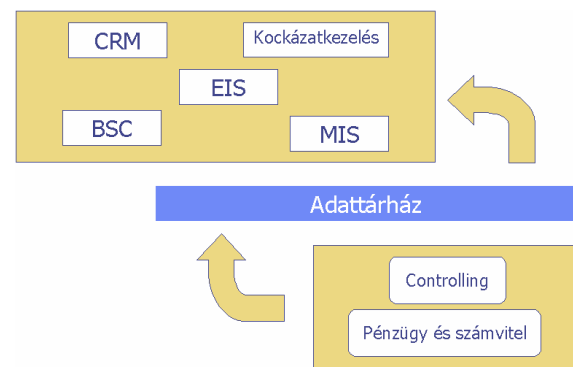 CRM
Kockázatkezelés
EIS
BSC
MIS
Adattárház
Controlling
Pénzügy és számvitel